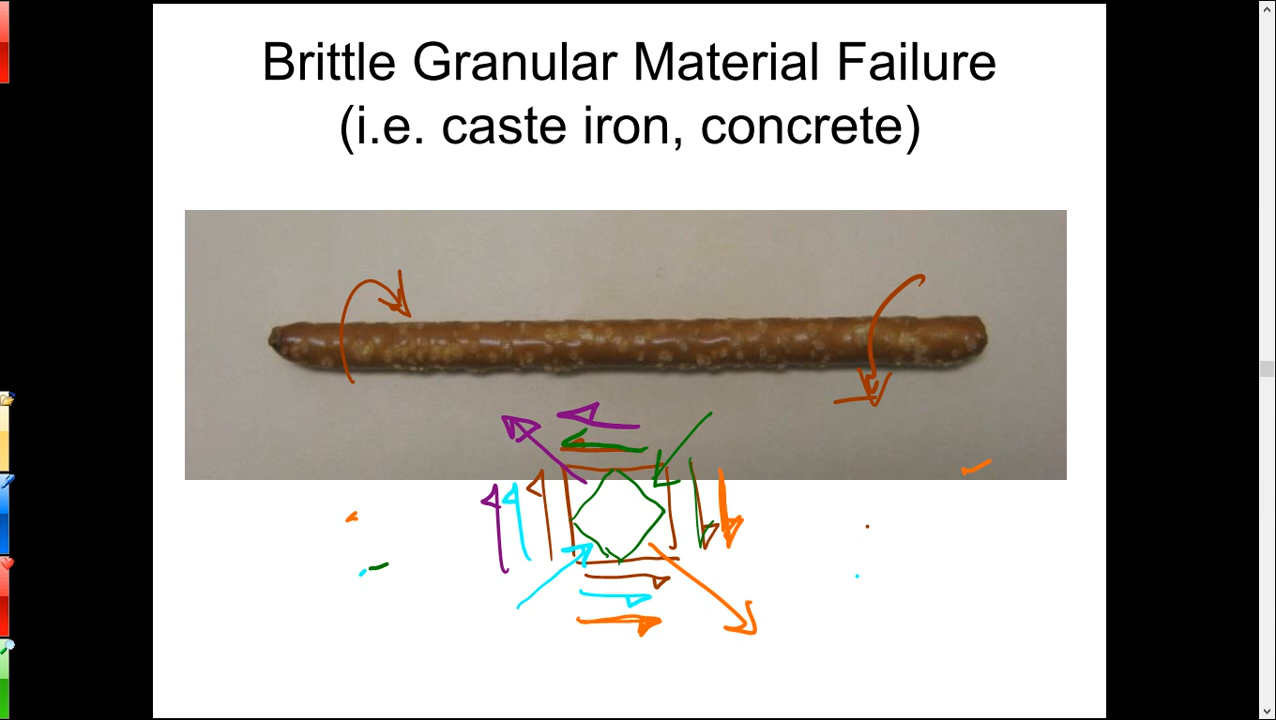 Brittle Granular Material Failure
(i.e. caste iron, concrete)